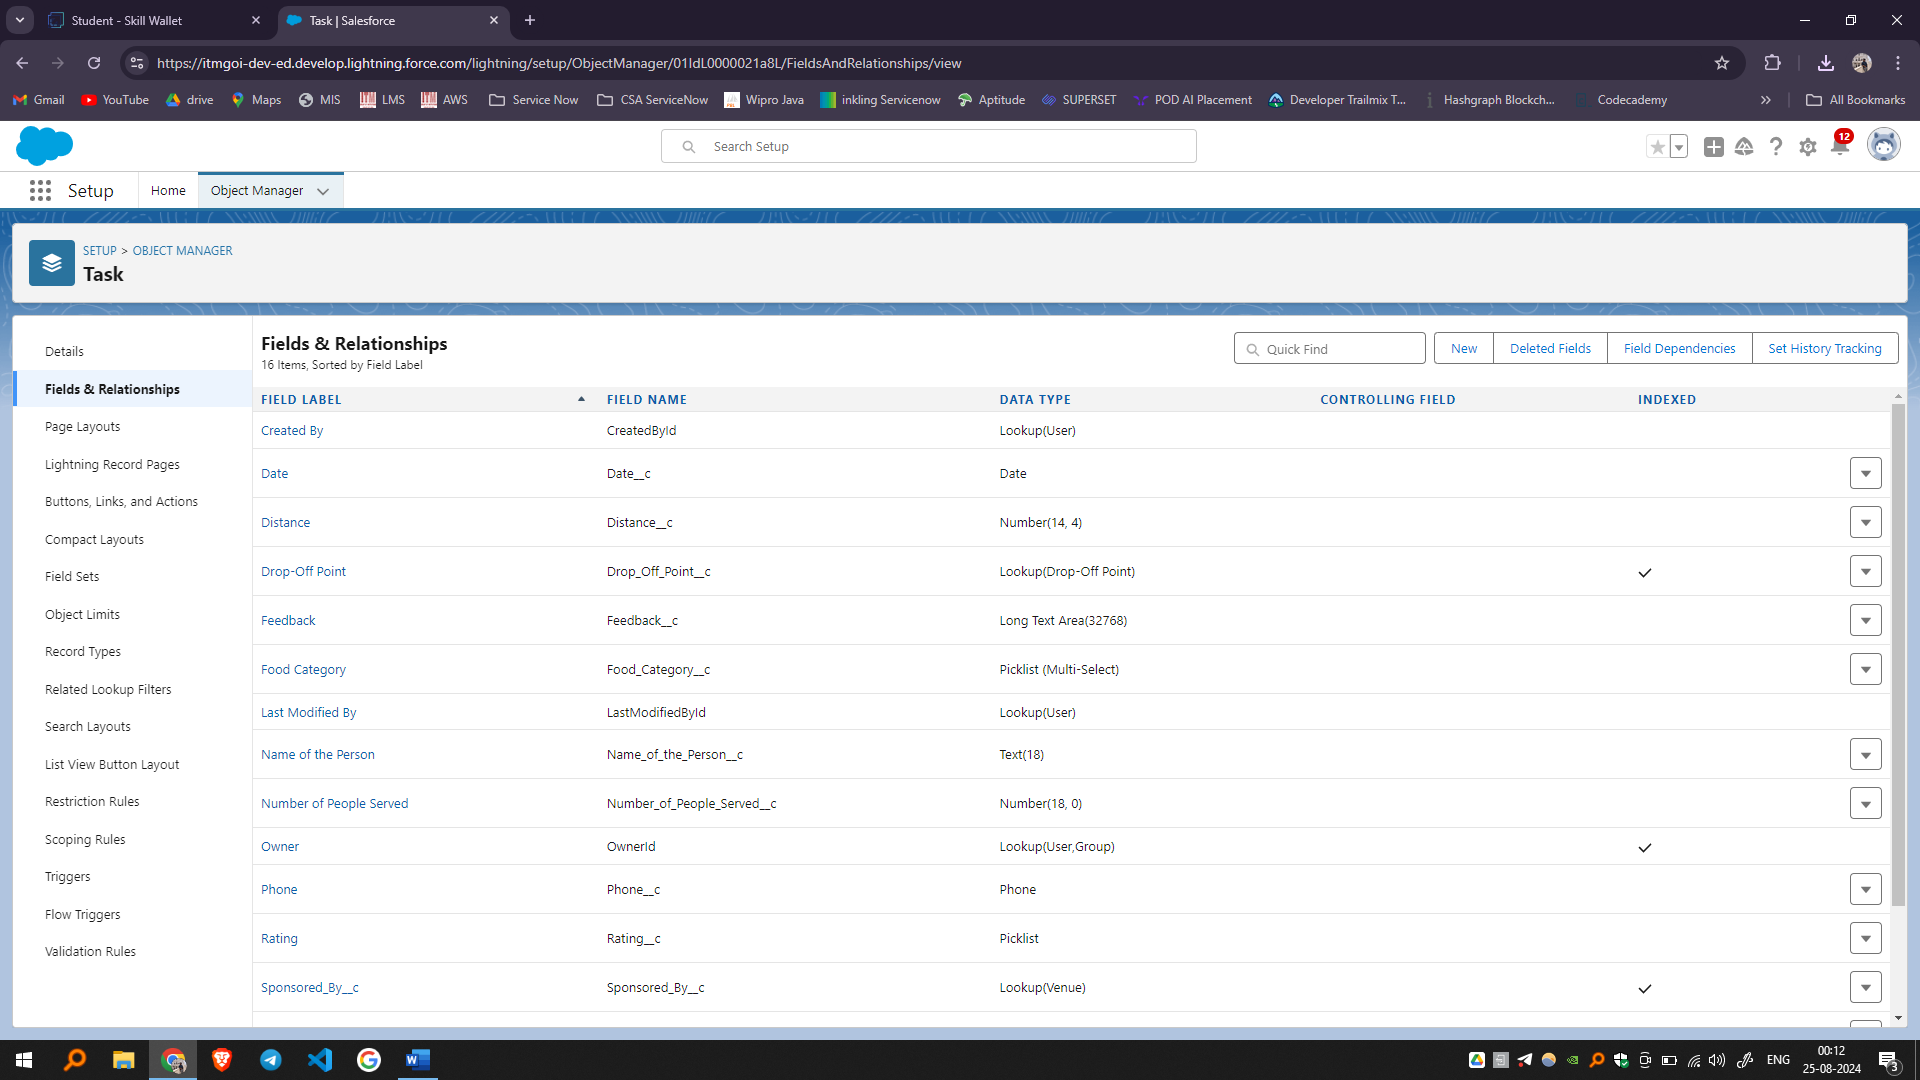 Student - Skill Wallet
Task | Salesforce
https://itmgoi-dev-ed.develop.lightning.force.com/lightning/setup/ObjectManager/01IdL0000021a8L/FieldsAndRelationships/view
Gmail YouTube drive Maps MIS LMS AWS Service Now CSA ServiceNow Wipro Java inkling Servicenow Aptitude SUPERSET POD AI Placement Developer Trailmix T... Hashgraph Blockch... Codecademy All Bookmarks
Search Setup
12
Setup Home Object Manager
SETUP > OBJECT MANAGER
Task
Details
Fields & Relationships
Page Layouts
Lightning Record Pages
Buttons, Links, and Actions
Compact Layouts
Field Sets
Object Limits
Record Types
Related Lookup Filters
Search Layouts
List View Button Layout
Restriction Rules
Scoping Rules
Triggers
Flow Triggers
Validation Rules
Fields & Relationships
16 Items, Sorted by Field Label
Quick Find New Deleted Fields Field Dependencies Set History Tracking
FIELD LABEL FIELD NAME DATA TYPE CONTROLLING FIELD INDEXED
Created By CreatedById Lookup(User)
Date Date__c Date
Distance Distance__c Number(14, 4)
Drop-Off Point Drop_Off_Point__c Lookup(Drop-Off Point)
Feedback Feedback__c Long Text Area(32768)
Food Category Food_Category__c Picklist (Multi-Select)
Last Modified By LastModifiedById Lookup(User)
Name of the Person Name_of_the_Person__c Text(18)
Number of People Served Number_of_People_Served__c Number(18, 0)
Owner OwnerId Lookup(User,Group)
Phone Phone__c Phone
Rating Rating__c Picklist
Sponsored_By__c Sponsored_By__c Lookup(Venue)
ENG
00:12
25-08-2024
3